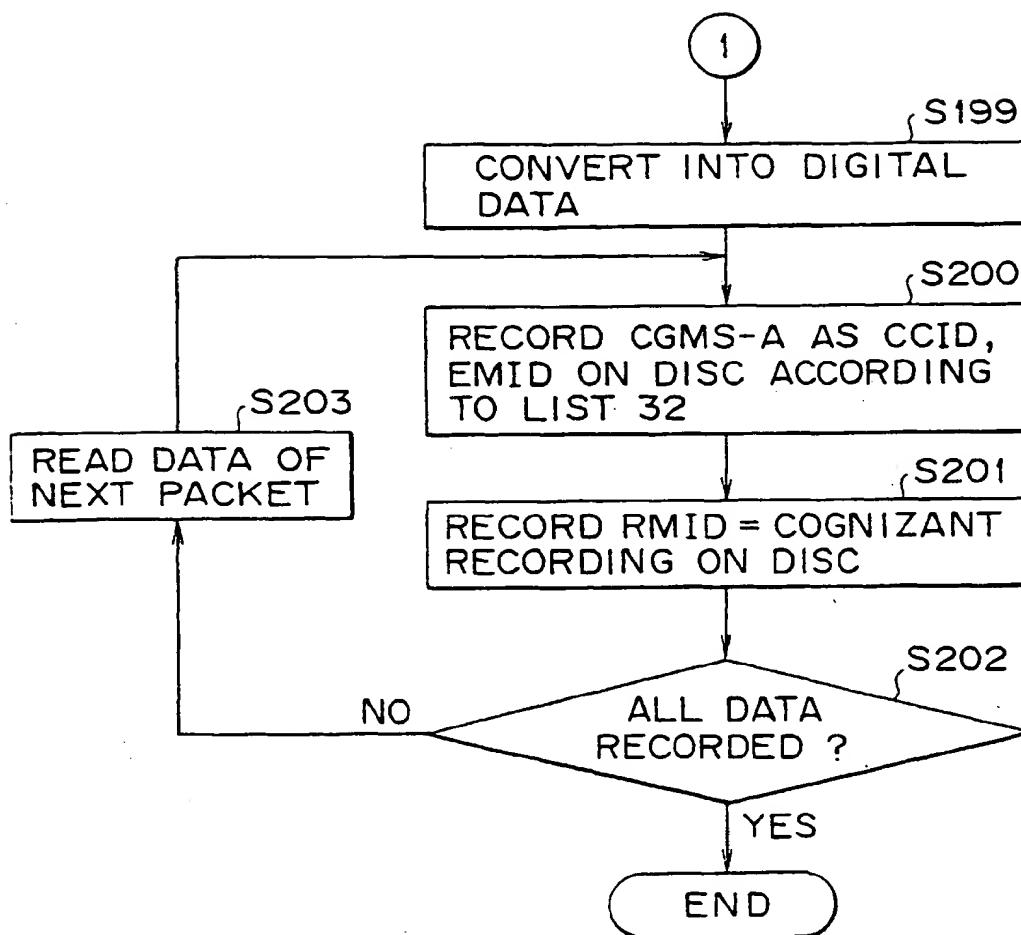 1
S199
CONVERT INTO DIGITAL
DATA
S200
RECORD CGMS-A AS CCID,
EMID ON DISC ACCORDING
TO LIST 32
S203
READ DATA OF
NEXT PACKET
S201
RECORD RMID = COGNIZANT
RECORDING ON DISC
S202
ALL DATA
RECORDED ?
NO
YES
END